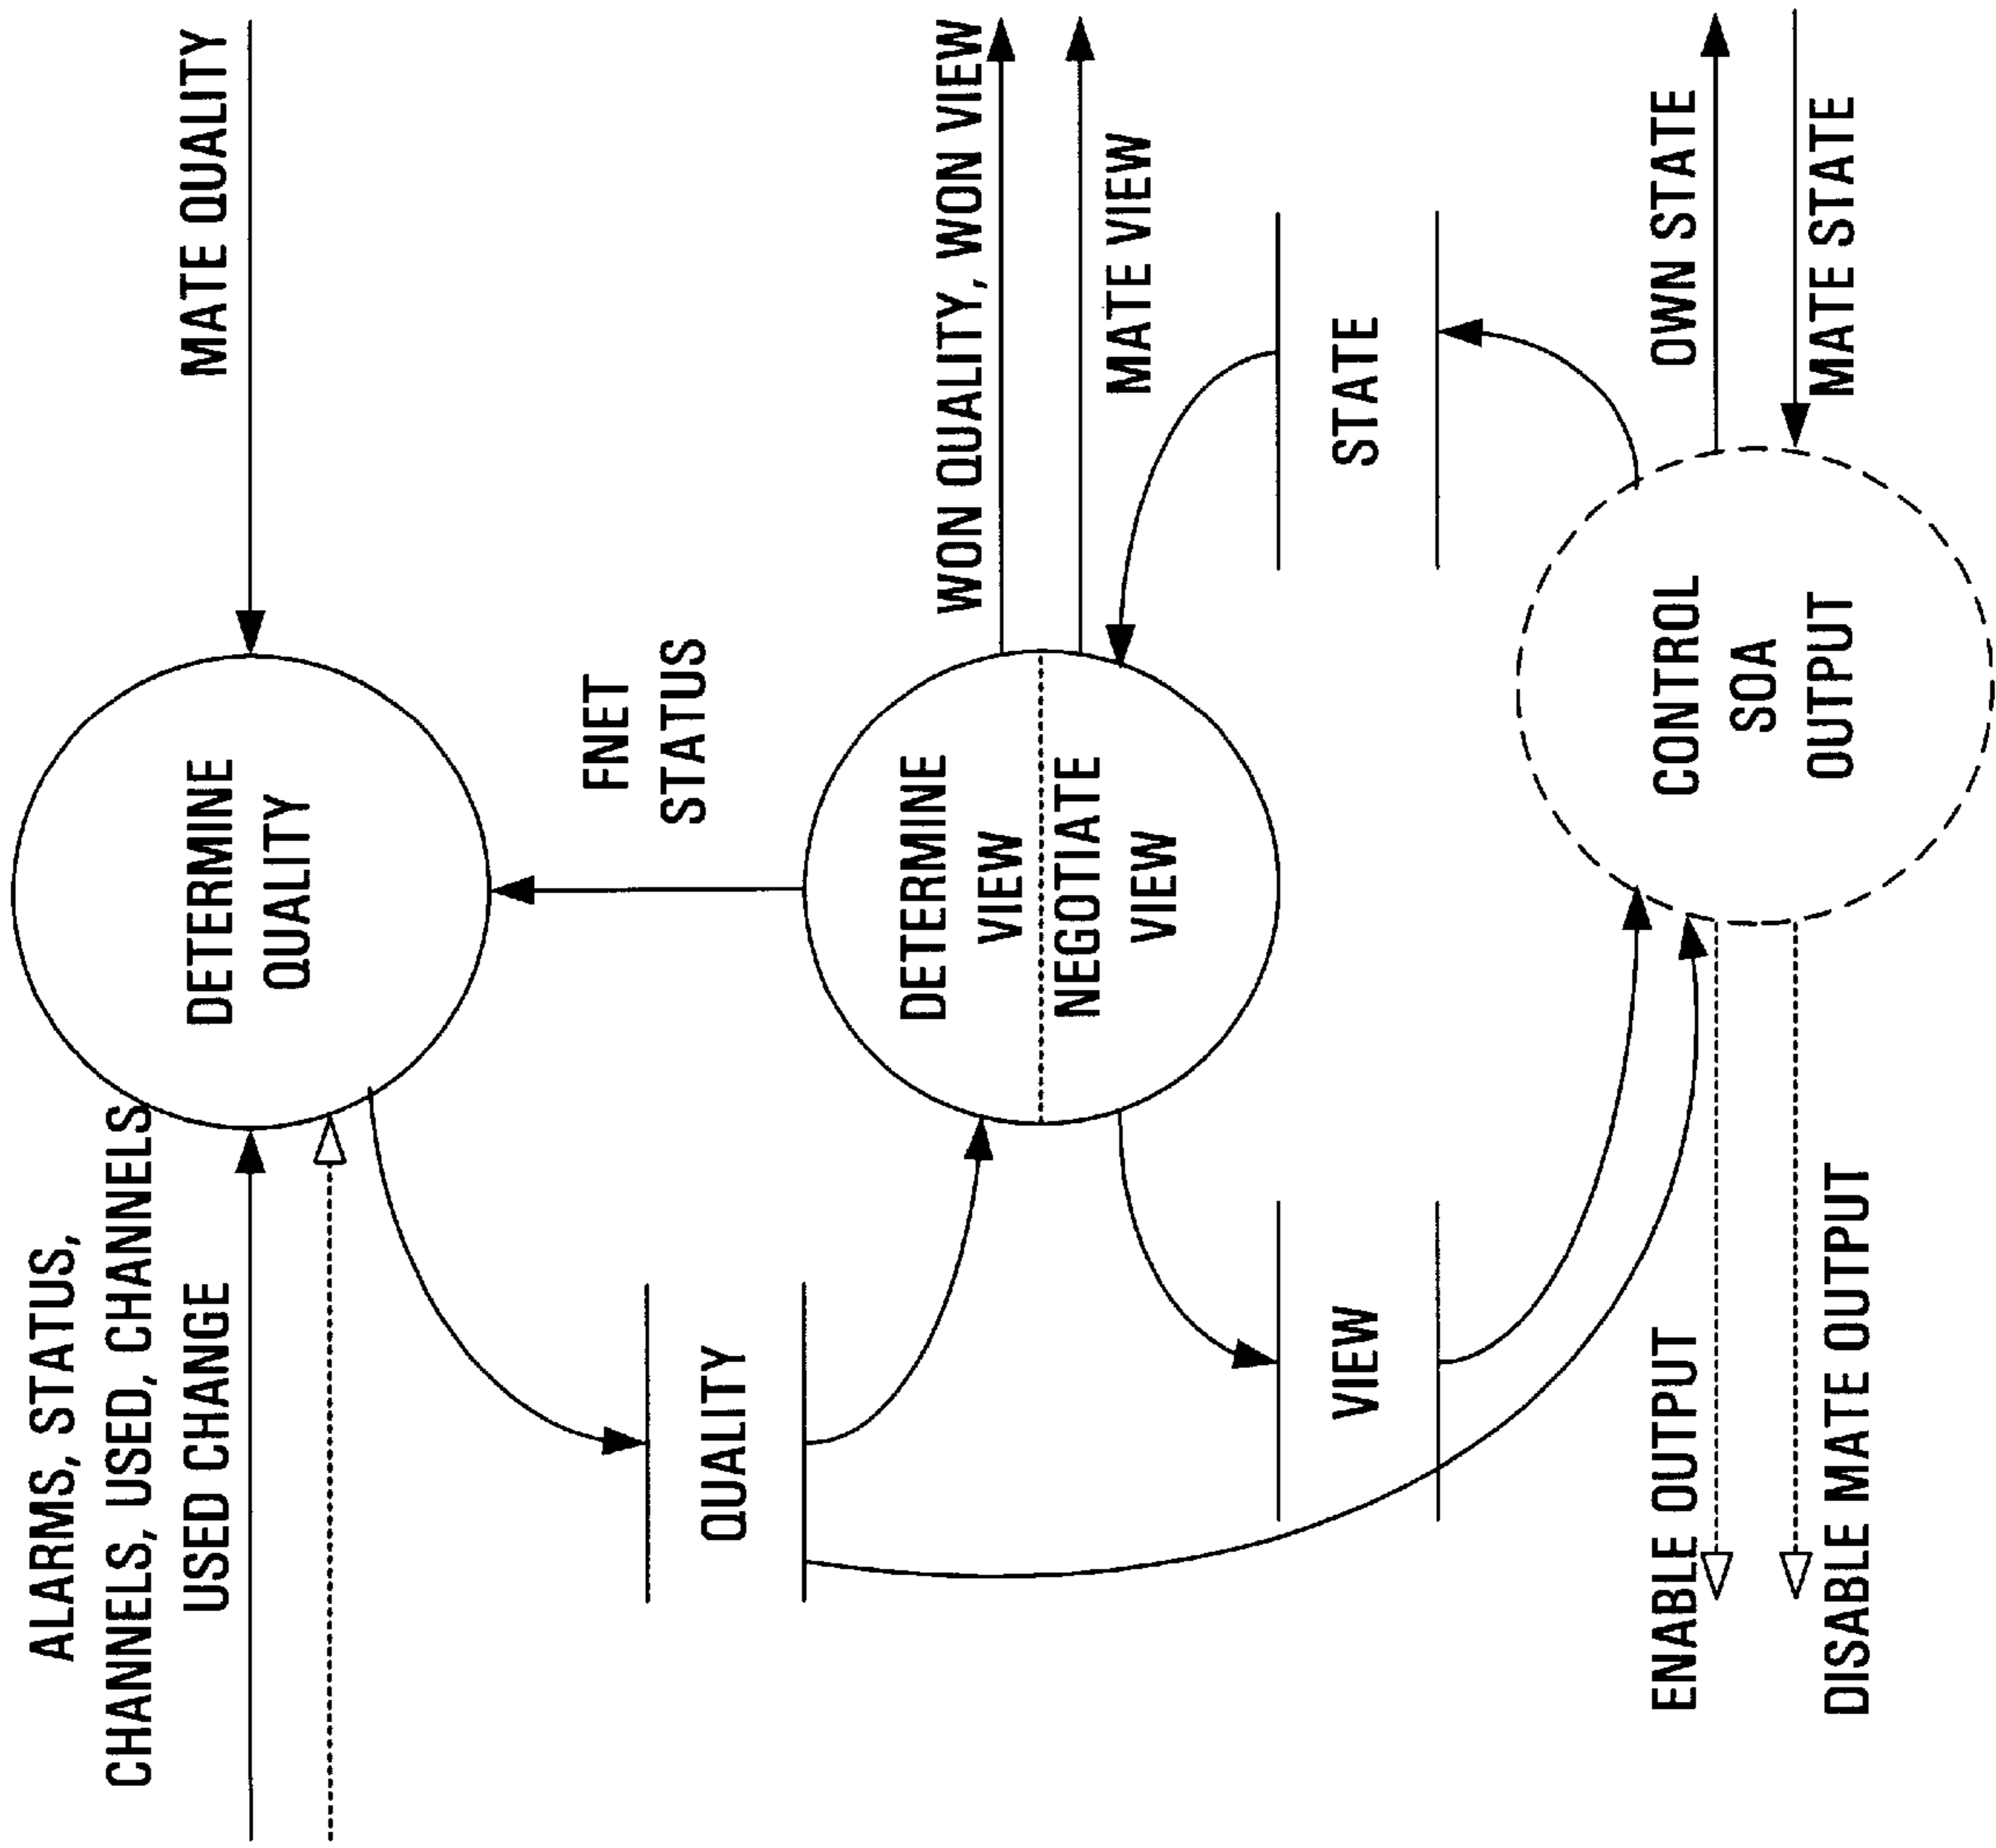 ALARMS, STATUS,
CHANNELS, USED, CHANNELS
USED CHANGE
DETERMINE
QUALITY
MATE QUALITY
FNET
STATUS
QUALITY
DETERMINE
VIEW
NEGOTIATE
VIEW
WON QUALITY, WON VIEW
MATE VIEW
VIEW
STATE
ENABLE OUTPUT
DISABLE MATE OUTPUT
CONTROL
SOA
OUTPUT
OWN STATE
MATE STATE